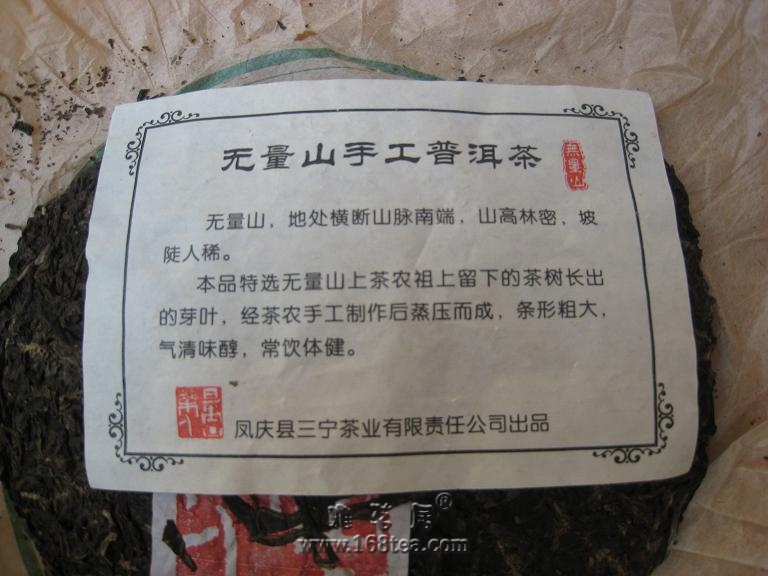 无量山手工普洱茶
無量山
无量山，地处横断山脉南端，山高林密，坡
陡人稀。
本品特选无量山上茶农祖上留下的茶树长出
的芽叶，经茶农手工制作后蒸压而成，条形粗大，
气清味醇，常饮体健。
凤庆县三宁茶业有限责任公司出品
www.168tea.com